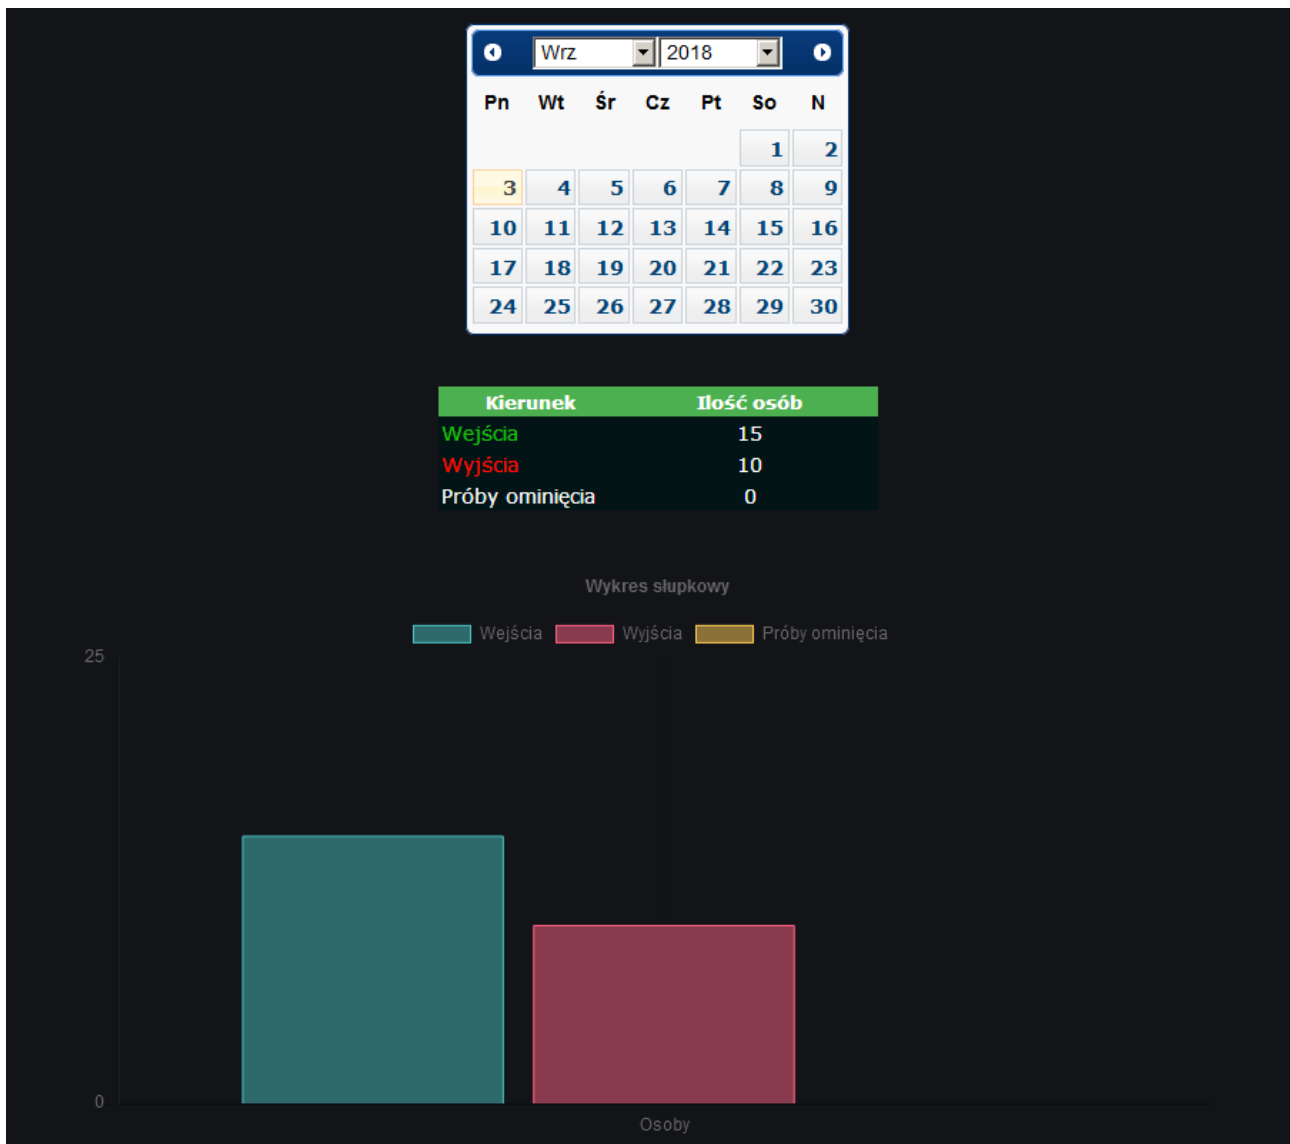 Wrz 2018
Pn Wt Śr Cz Pt So N
1 2
3 4 5 6 7 8 9
10 11 12 13 14 15 16
17 18 19 20 21 22 23
24 25 26 27 28 29 30
Kierunek Ilość osób
Wejścia 15
Wyjścia 10
Próby ominięcia 0
Wykres słupkowy
Wejścia Wyjścia Próby ominięcia
25
0
Osoby